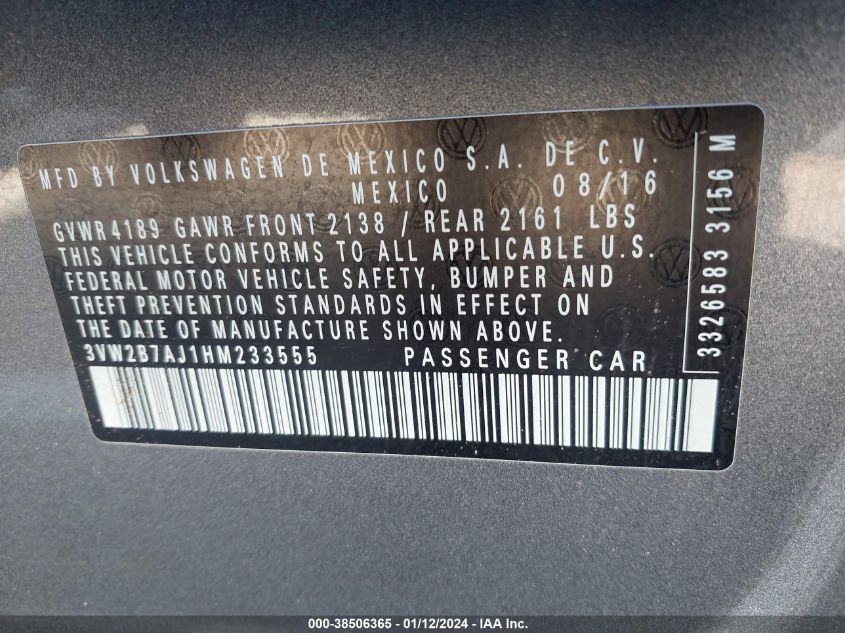 MFD BY VOLKSWAGEN DE MEXICO S.A. DE C.V.
MEXICO 08/16
GVWR4189 GAWR FRONT 2138 / REAR 2161 LBS
THIS VEHICLE CONFORMS TO ALL APPLICABLE U.S.
FEDERAL MOTOR VEHICLE SAFETY, BUMPER AND
THEFT PREVENTION STANDARDS IN EFFECT ON
THE DATE OF MANUFACTURE SHOWN ABOVE.
3VW2B7AJ1HM233555 PASSENGER CAR
3326583 3156 M
000-38506365 - 01/12/2024 - IAA Inc.